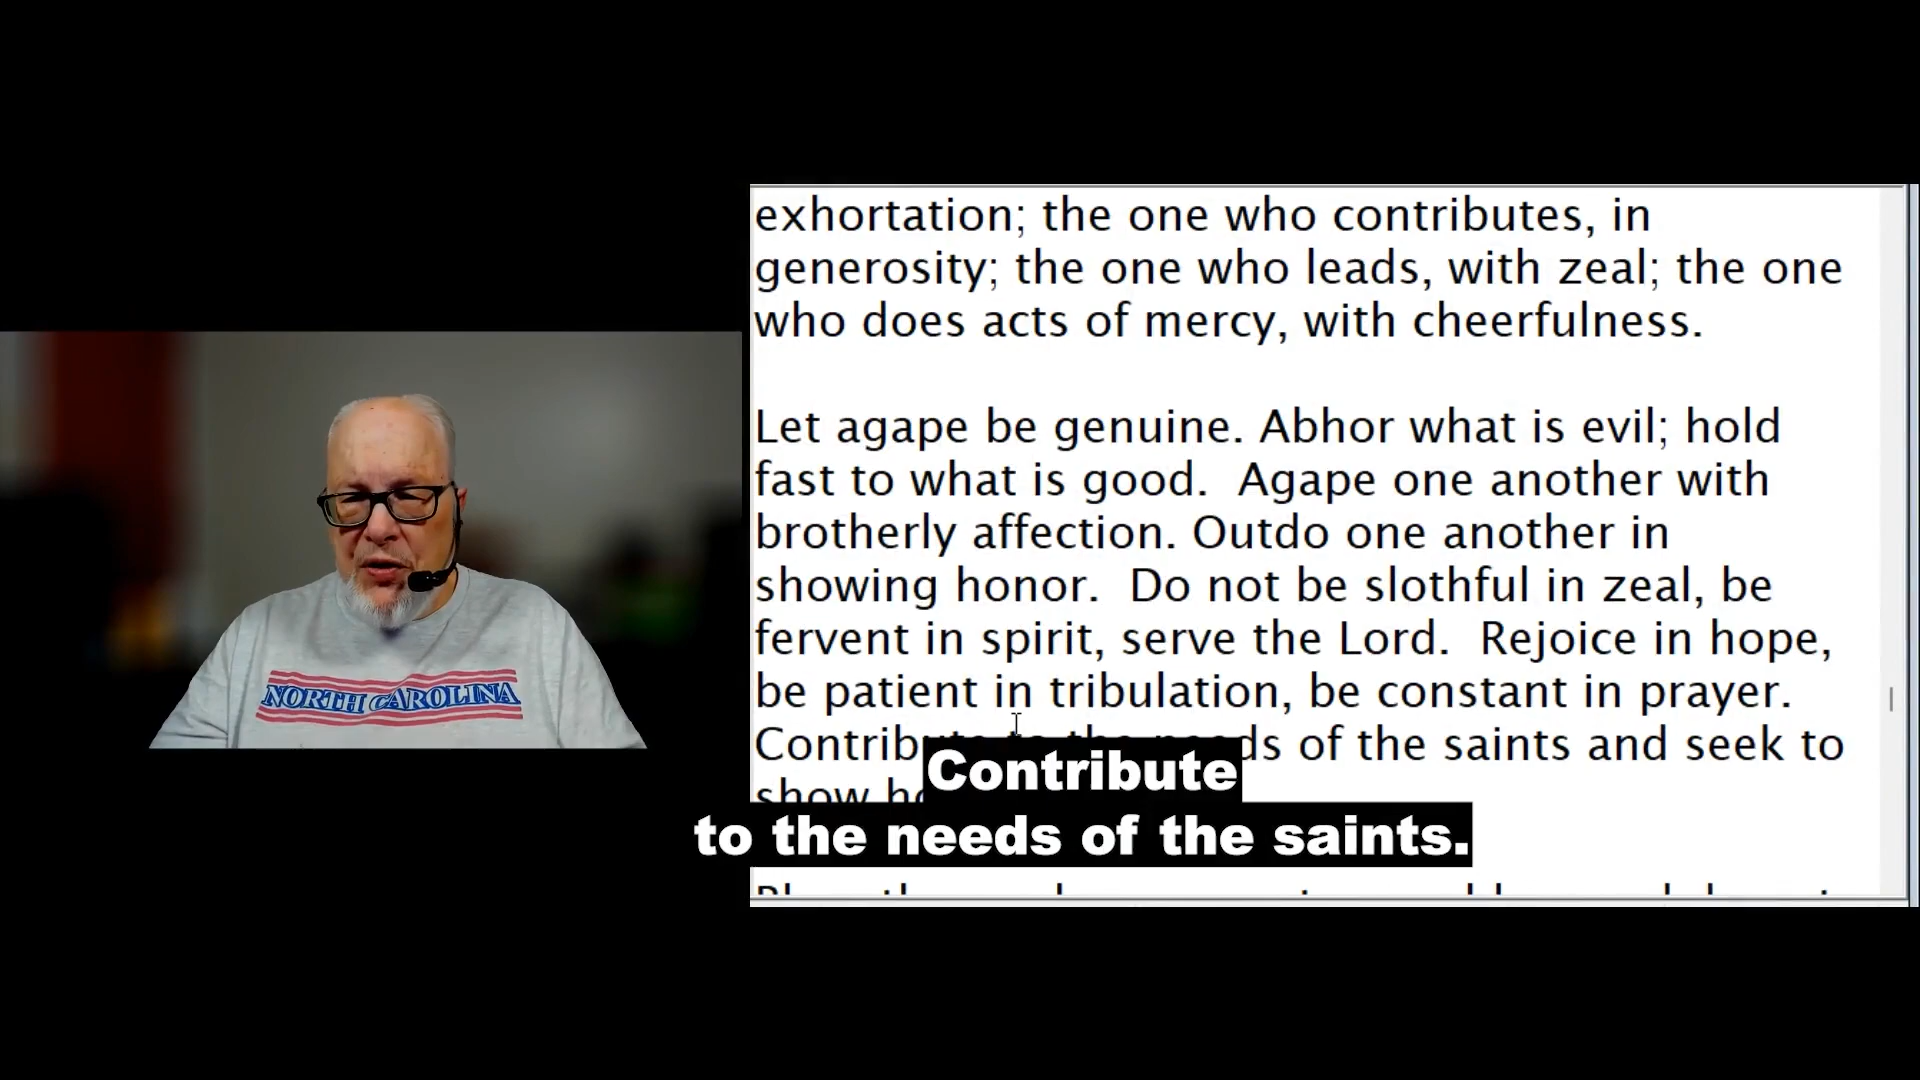 exhortation; the one who contributes, in
generosity; the one who leads, with zeal; the one
who does acts of mercy, with cheerfulness.
Let agape be genuine. Abhor what is evil; hold
fast to what is good.  Agape one another with
brotherly affection. Outdo one another in
showing honor.  Do not be slothful in zeal, be
fervent in spirit, serve the Lord.  Rejoice in hope,
be patient in tribulation, be constant in prayer.
of the saints and seek to
show
Contribute
to the needs of the saints.
NORTH CAROLINA